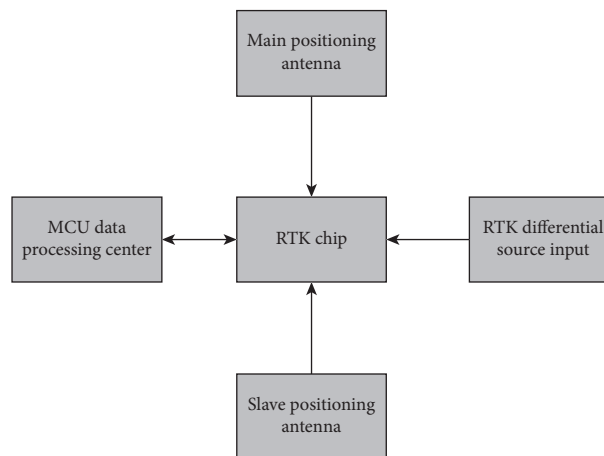 Main positioning
antenna
MCU data
processing center
RTK chip
RTK differential
source input
Slave positioning
antenna